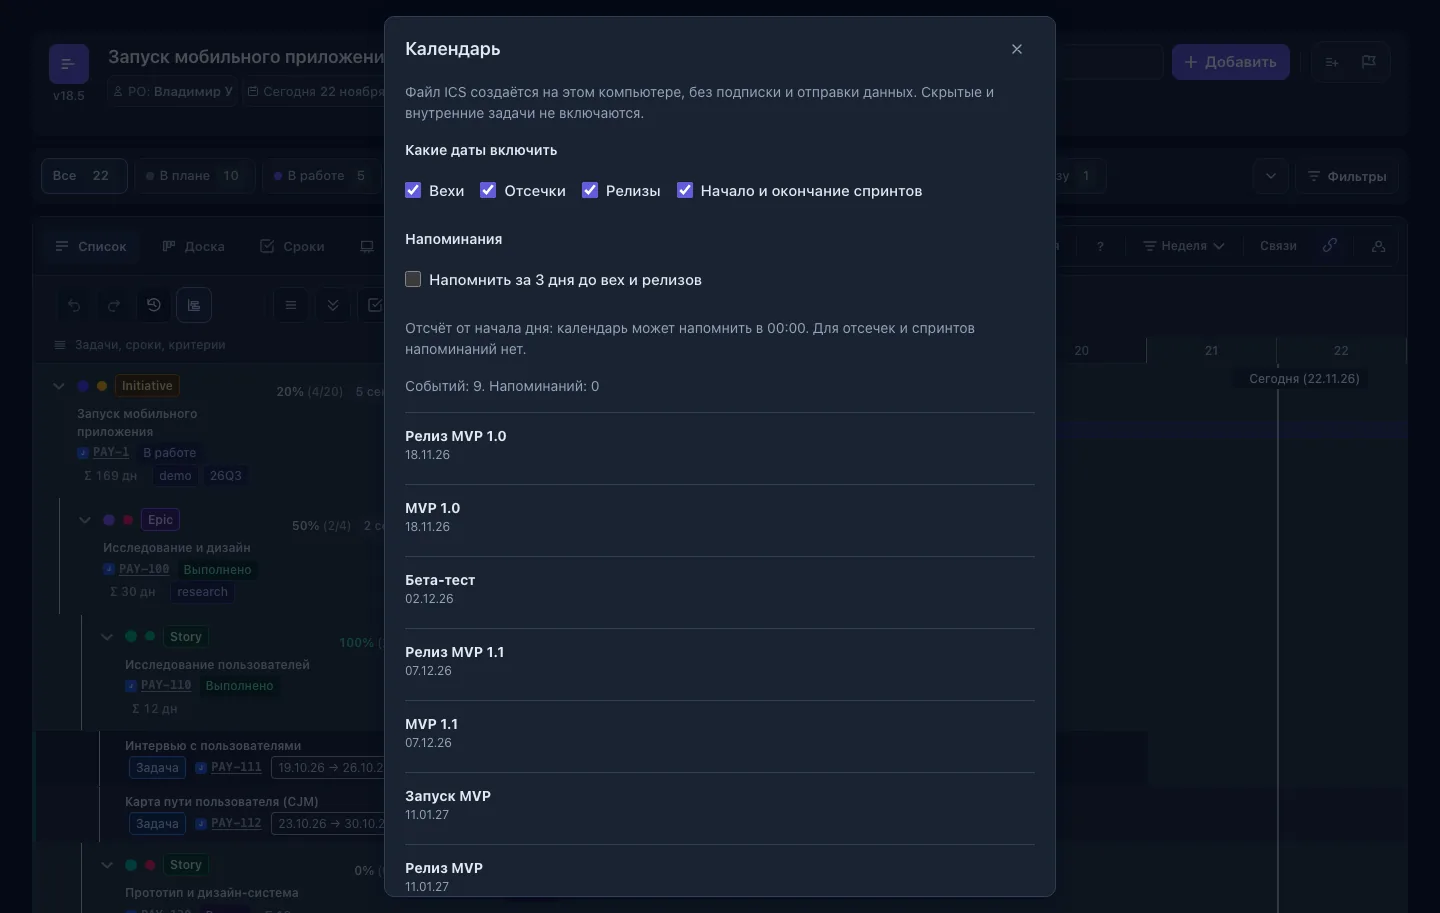 Запуск мобильного приложени
v18.5
PO: Владимир У
Сегодня 22 ноября
Добавить
Все 22
В плане 10
В работе 5
зу 1
Фильтры
Список
Доска
Сроки
?
Неделя
Связи
Задачи, сроки, критерии
20
21
22
Сегодня (22.11.26)
Initiative
20% (4/20)
5 сен
Запуск мобильного
приложения
PAY-1
В работе
Σ 169 дн
demo
26Q3
Epic
50% (2/4)
2 се
Исследование и дизайн
PAY-100
Выполнено
Σ 30 дн
research
Story
100%
Исследование пользователей
PAY-110
Выполнено
Σ 12 дн
Интервью с пользователями
Задача
PAY-111
19.10.26 → 26.10.2
Карта пути пользователя (CJM)
Задача
PAY-112
23.10.26 → 30.10.2
Story
0%
Прототип и дизайн-система
Календарь
Файл ICS создаётся на этом компьютере, без подписки и отправки данных. Скрытые и
внутренние задачи не включаются.
Какие даты включить
Вехи
Отсечки
Релизы
Начало и окончание спринтов
Напоминания
Напомнить за 3 дня до вех и релизов
Отсчёт от начала дня: календарь может напомнить в 00:00. Для отсечек и спринтов
напоминаний нет.
Событий: 9. Напоминаний: 0
Релиз MVP 1.0
18.11.26
MVP 1.0
18.11.26
Бета-тест
02.12.26
Релиз MVP 1.1
07.12.26
MVP 1.1
07.12.26
Запуск MVP
11.01.27
Релиз MVP
11.01.27